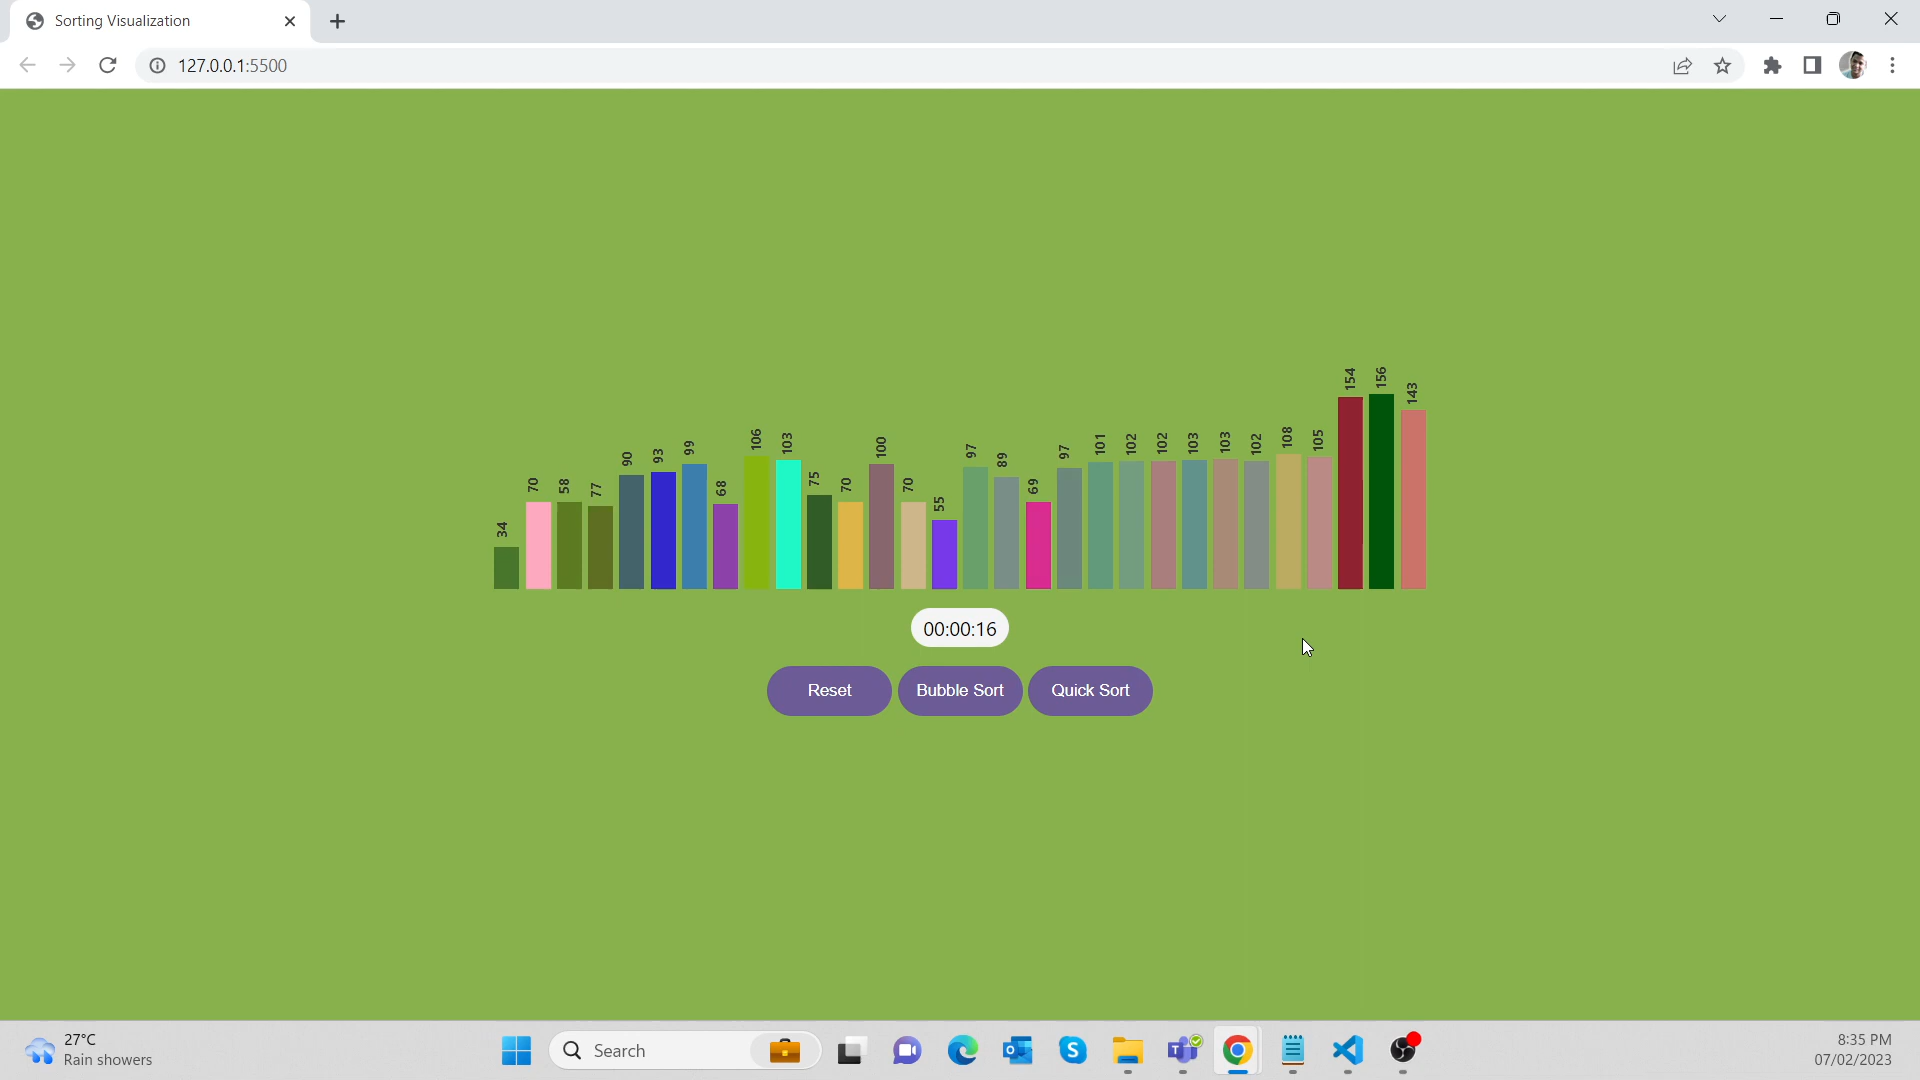 Sorting Visualization
127.0.0.1:5500
34 70 58 77 90 93 99 68 106 103 75 70 100 70 55 97 89 69 97 101 102 102 103 103 102 108 105 154 156 143
00:00:16
Reset Bubble Sort Quick Sort
27°C
Rain showers
Search
8:35 PM
07/02/2023